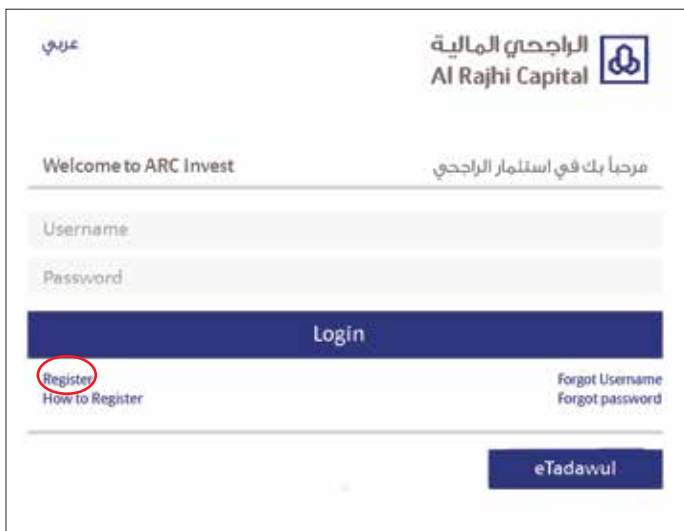 عربي
الراجحي المالية
Al Rajhi Capital
Welcome to ARC Invest
مرحباً بك في استثمار الراجحي
Username
Password
Login
Register
Forgot Username
How to Register
Forgot password
eTadawul